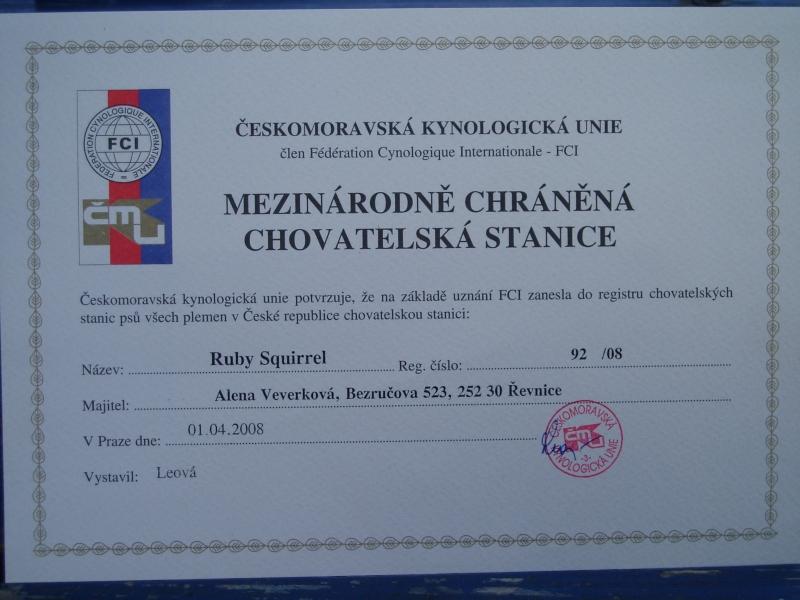 FEDERATION CYNOLOGIQUE INTERNATIONALE
FCI
čmu
ČESKOMORAVSKÁ KYNOLOGICKÁ UNIE
člen Fédération Cynologique Internationale - FCI
MEZINÁRODNĚ CHRÁNĚNÁ
CHOVATELSKÁ STANICE
Českomoravská kynologická unie potvrzuje, že na základě uznání FCI zanesla do registru chovatelských
stanic psů všech plemen v České republice chovatelskou stanici:
Název: Ruby Squirrel Reg. číslo: 92 /08
Majitel: Alena Veverková, Bezručova 523, 252 30 Řevnice
V Praze dne: 01.04.2008
Vystavil: Leová
ČESKOMORAVSKÁ
čmu
-3-
KYNOLOGICKÁ UNIE